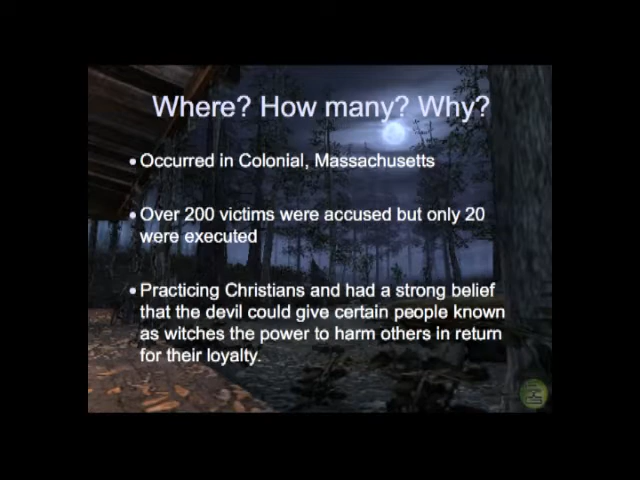 Where? How many? Why?
• Occurred in Colonial, Massachusetts
• Over 200 victims were accused but only 20
were executed
• Practicing Christians and had a strong belief
that the devil could give certain people known
as witches the power to harm others in return
for their loyalty.